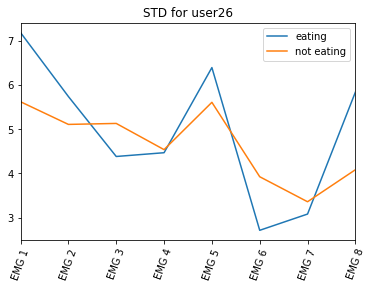 STD for user26
eating
not eating
7
6
5
4
3
EMG 1
EMG 2
EMG 3
EMG 4
EMG 5
EMG 6
EMG 7
EMG 8